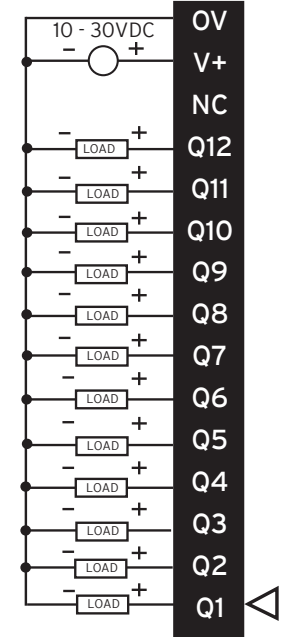 0V
10 - 30VDC
− + V+
NC
− + LOAD Q12
− + LOAD Q11
− + LOAD Q10
− + LOAD Q9
− + LOAD Q8
− + LOAD Q7
− + LOAD Q6
− + LOAD Q5
− + LOAD Q4
− + LOAD Q3
− + LOAD Q2
− + LOAD Q1